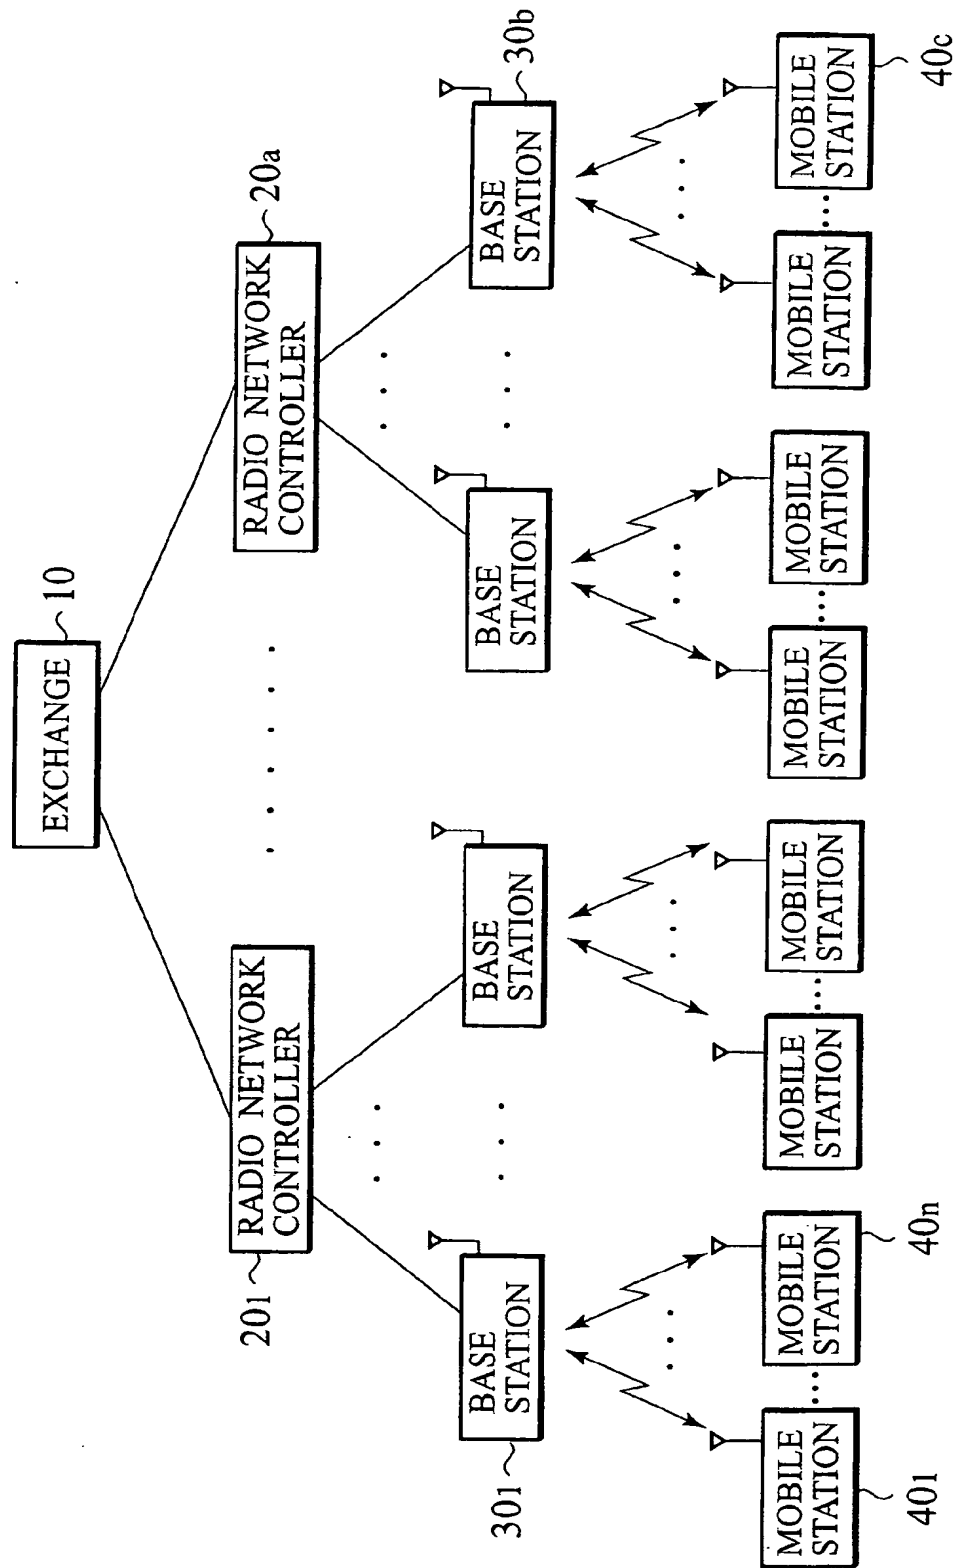 EXCHANGE
10
RADIO NETWORK
CONTROLLER
201
RADIO NETWORK
CONTROLLER
20a
BASE
STATION
301
BASE
STATION
BASE
STATION
BASE
STATION
30b
MOBILE
STATION
401
MOBILE
STATION
40n
MOBILE
STATION
MOBILE
STATION
MOBILE
STATION
MOBILE
STATION
MOBILE
STATION
MOBILE
STATION
40c